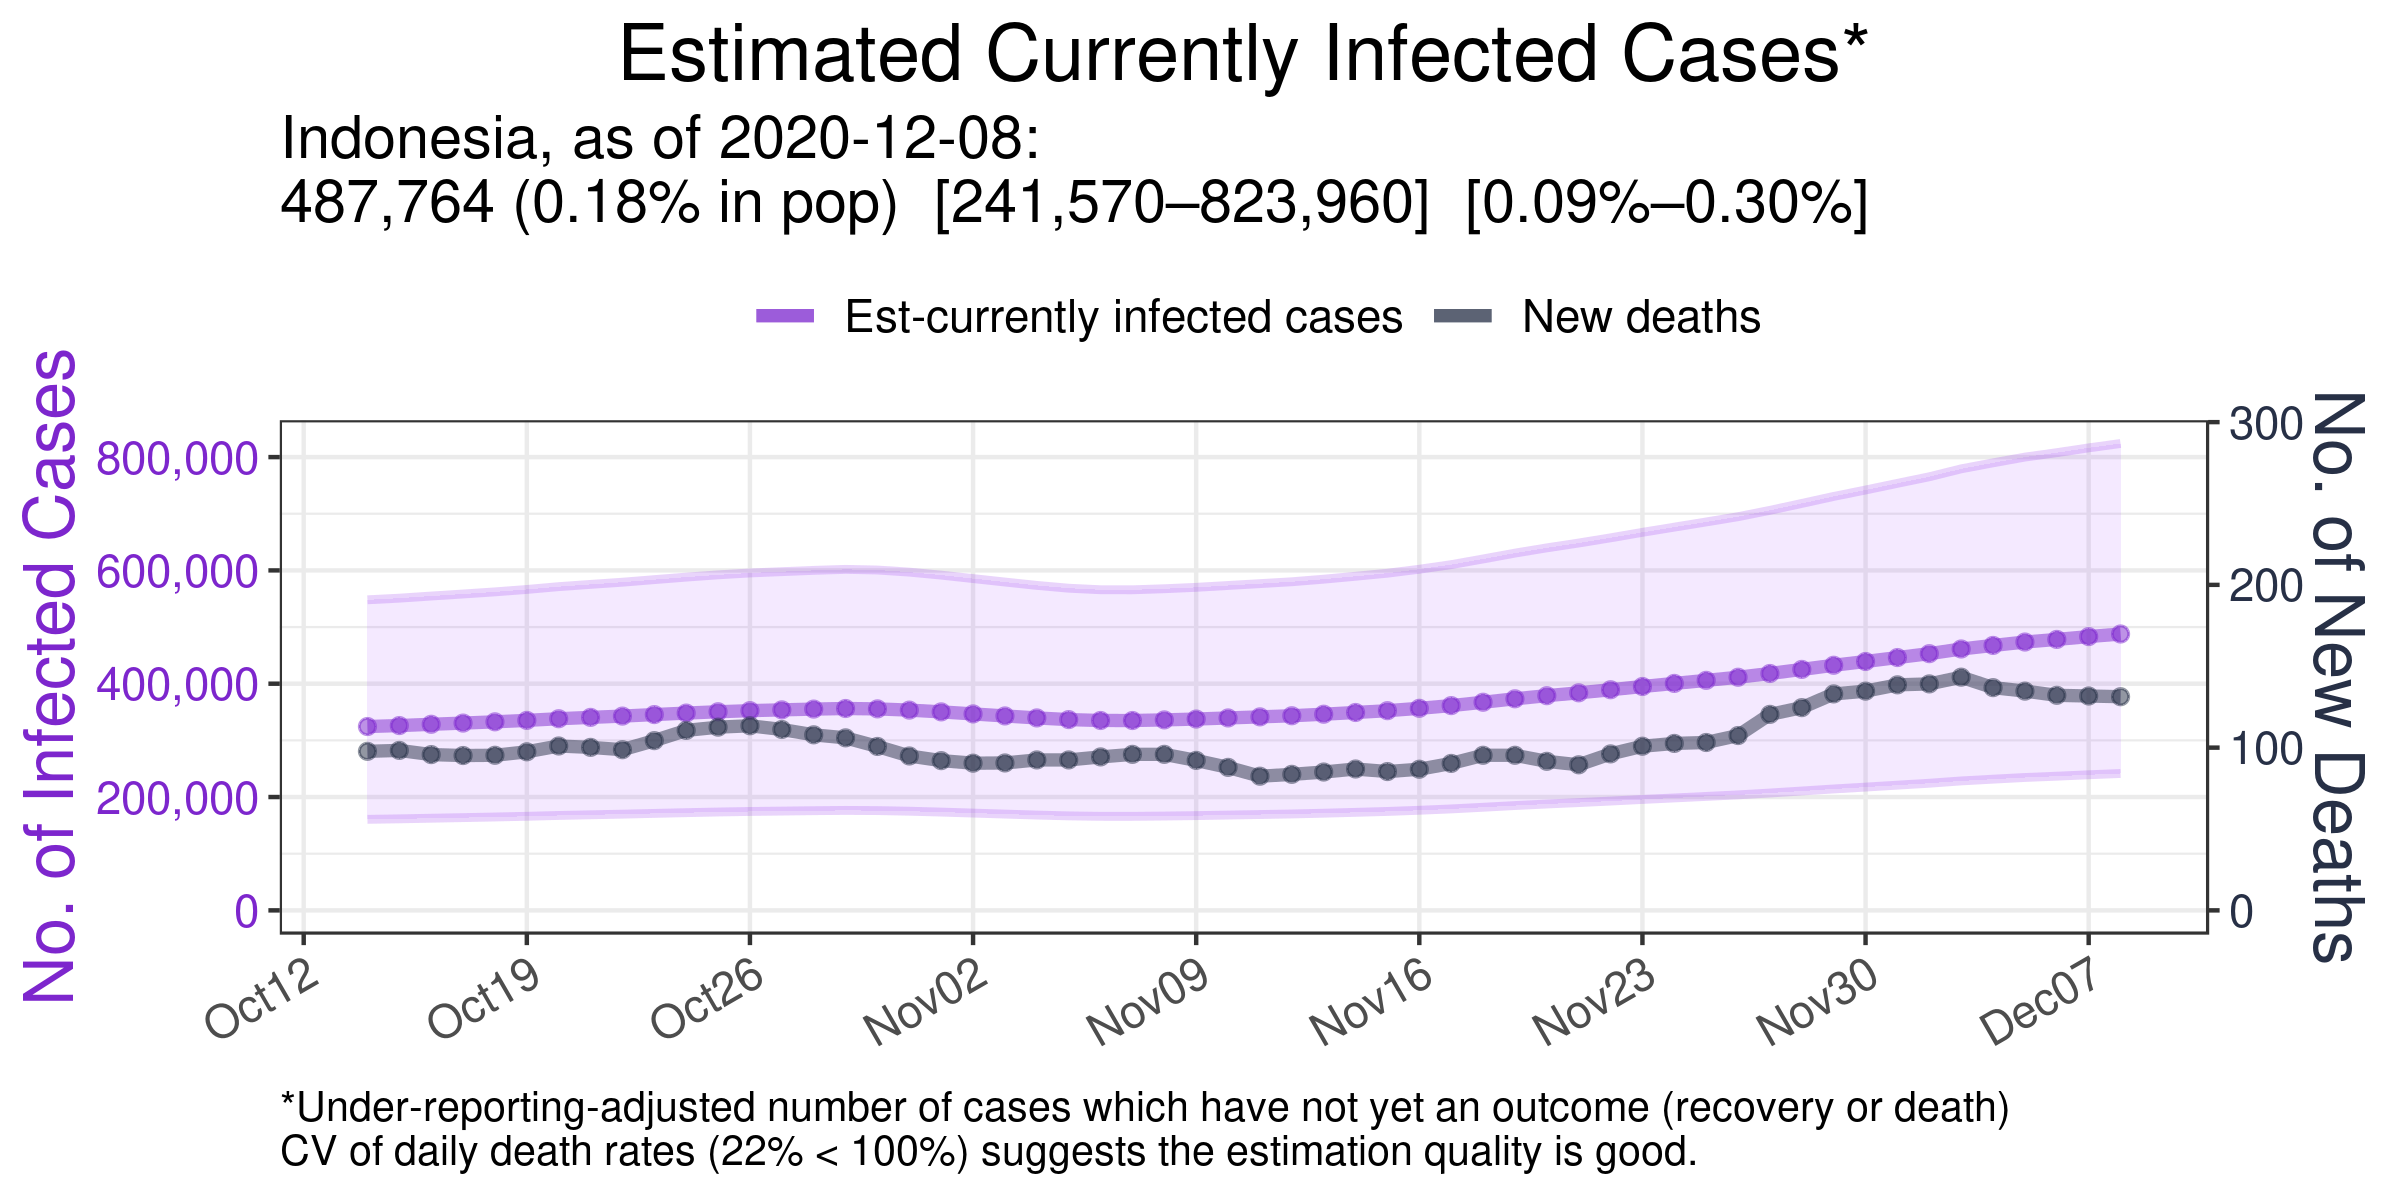 Estimated Currently Infected Cases*
Indonesia, as of 2020-12-08:
487,764 (0.18% in pop)  [241,570–823,960]  [0.09%–0.30%]
Est-currently infected cases
New deaths
No. of Infected Cases
800,000
600,000
400,000
200,000
0
300
200
100
0
No. of New Deaths
Oct12
Oct19
Oct26
Nov02
Nov09
Nov16
Nov23
Nov30
Dec07
*Under-reporting-adjusted number of cases which have not yet an outcome (recovery or death)
CV of daily death rates (22% < 100%) suggests the estimation quality is good.